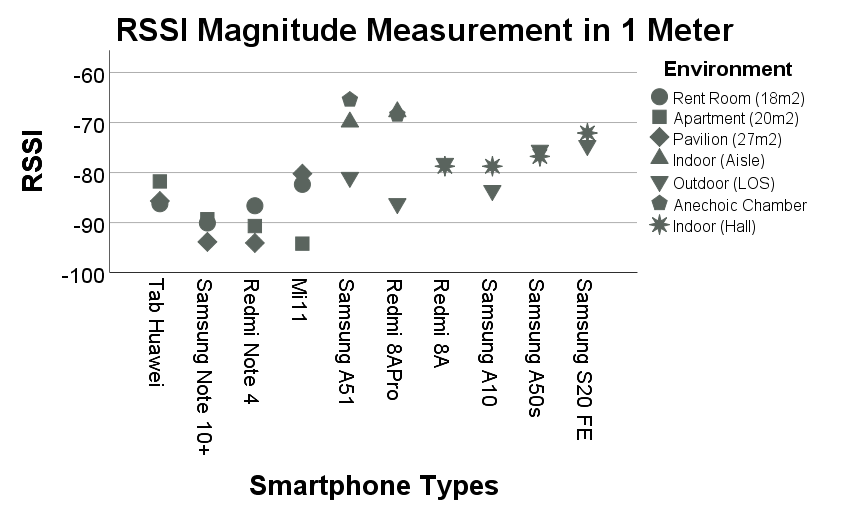 RSSI Magnitude Measurement in 1 Meter
RSSI
-60
-70
-80
-90
-100
Tab Huawei
Samsung Note 10+
Redmi Note 4
Mi11
Samsung A51
Redmi 8APro
Redmi 8A
Samsung A10
Samsung A50s
Samsung S20 FE
Smartphone Types
Environment
Rent Room (18m2)
Apartment (20m2)
Pavilion (27m2)
Indoor (Aisle)
Outdoor (LOS)
Anechoic Chamber
Indoor (Hall)